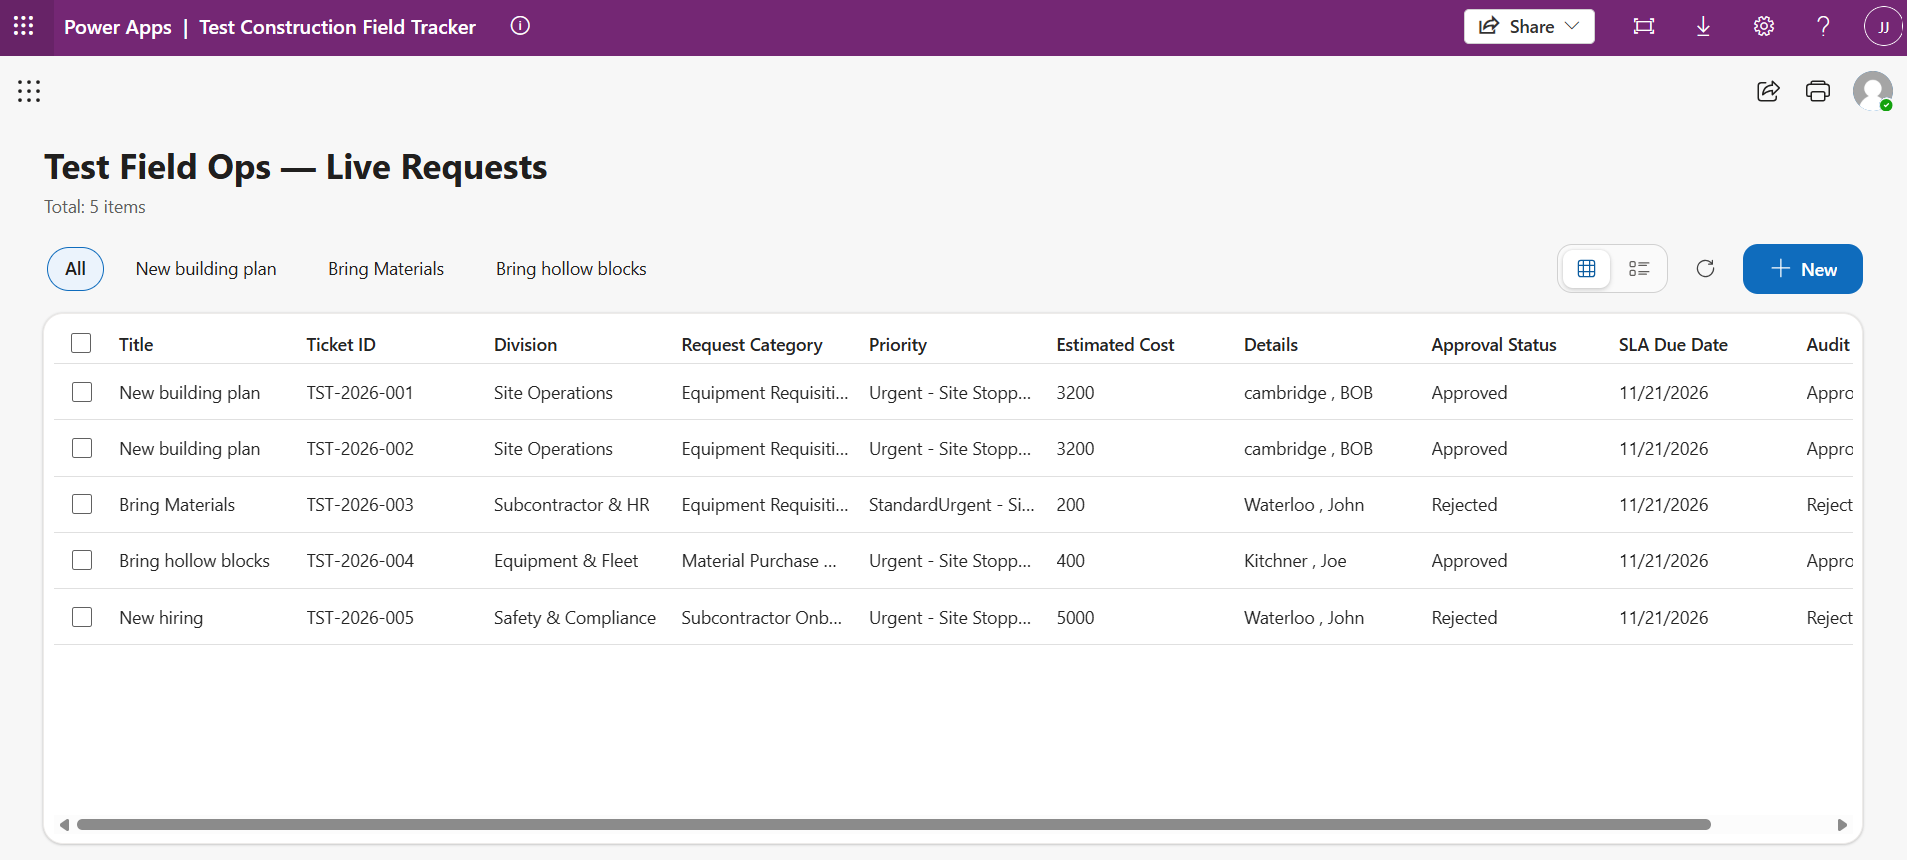 Power Apps | Test Construction Field Tracker Share JJ
Test Field Ops — Live Requests
Total: 5 items
All New building plan Bring Materials Bring hollow blocks New
Title Ticket ID Division Request Category Priority Estimated Cost Details Approval Status SLA Due Date Audit
New building plan TST-2026-001 Site Operations Equipment Requisiti... Urgent - Site Stopp... 3200 cambridge , BOB Approved 11/21/2026 Appro
New building plan TST-2026-002 Site Operations Equipment Requisiti... Urgent - Site Stopp... 3200 cambridge , BOB Approved 11/21/2026 Appro
Bring Materials TST-2026-003 Subcontractor & HR Equipment Requisiti... StandardUrgent - Si... 200 Waterloo , John Rejected 11/21/2026 Reject
Bring hollow blocks TST-2026-004 Equipment & Fleet Material Purchase ... Urgent - Site Stopp... 400 Kitchner , Joe Approved 11/21/2026 Appro
New hiring TST-2026-005 Safety & Compliance Subcontractor Onb... Urgent - Site Stopp... 5000 Waterloo , John Rejected 11/21/2026 Reject